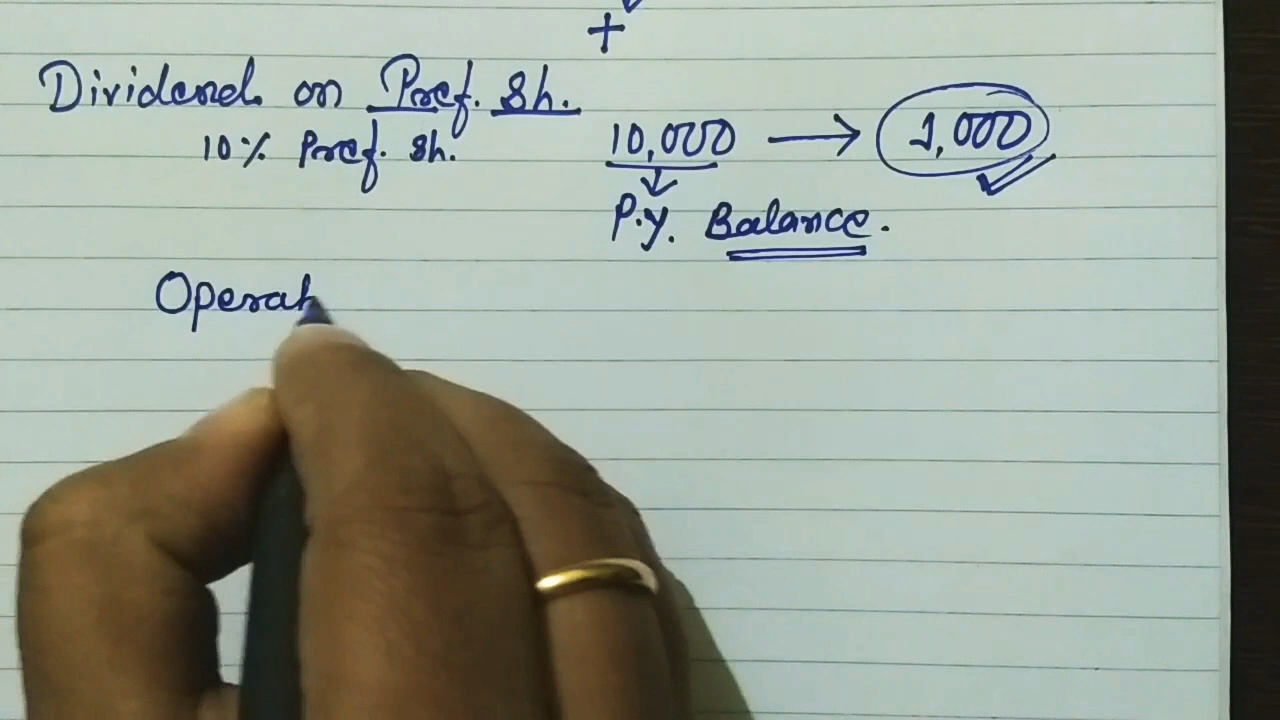 +
Dividend on Pref. Sh.
10% Pref. Sh. 10,000 → 1,000
P.Y. Balance.
Operat